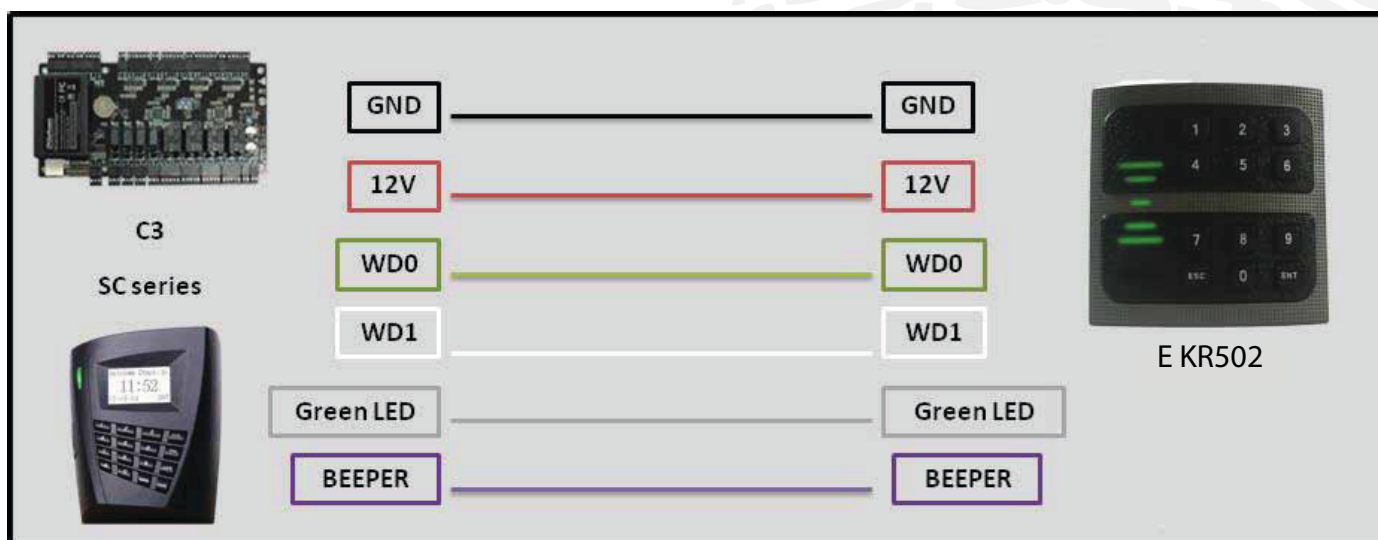 GND GND
12V 12V
C3
WD0 WD0
SC series
WD1 WD1
11:52
Green LED Green LED
BEEPER BEEPER
1 2 3
4 5 6
7 8 9
ESC 0 ENT
E KR502